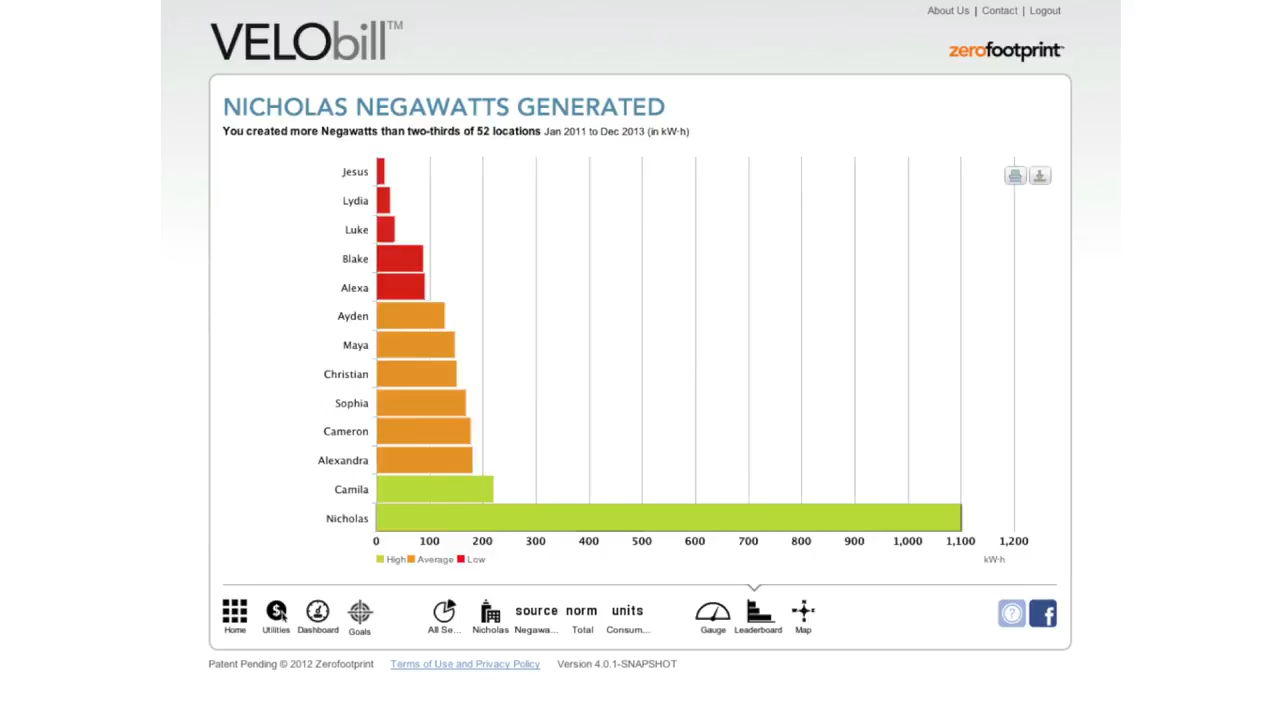 About Us | Contact | Logout
VELObill™
zerofootprint™
NICHOLAS NEGAWATTS GENERATED
You created more Negawatts than two-thirds of 52 locations Jan 2011 to Dec 2013 (in kW·h)
Jesus
Lydia
Luke
Blake
Alexa
Ayden
Maya
Christian
Sophia
Cameron
Alexandra
Camila
Nicholas
0 100 200 300 400 500 600 700 800 900 1,000 1,100 1,200
High Average Low kW·h
source norm units
Home Utilities Dashboard Goals All Se... Nicholas Negawa... Total Consum... Gauge Leaderboard Map
Patent Pending © 2012 Zerofootprint Terms of Use and Privacy Policy Version 4.0.1-SNAPSHOT